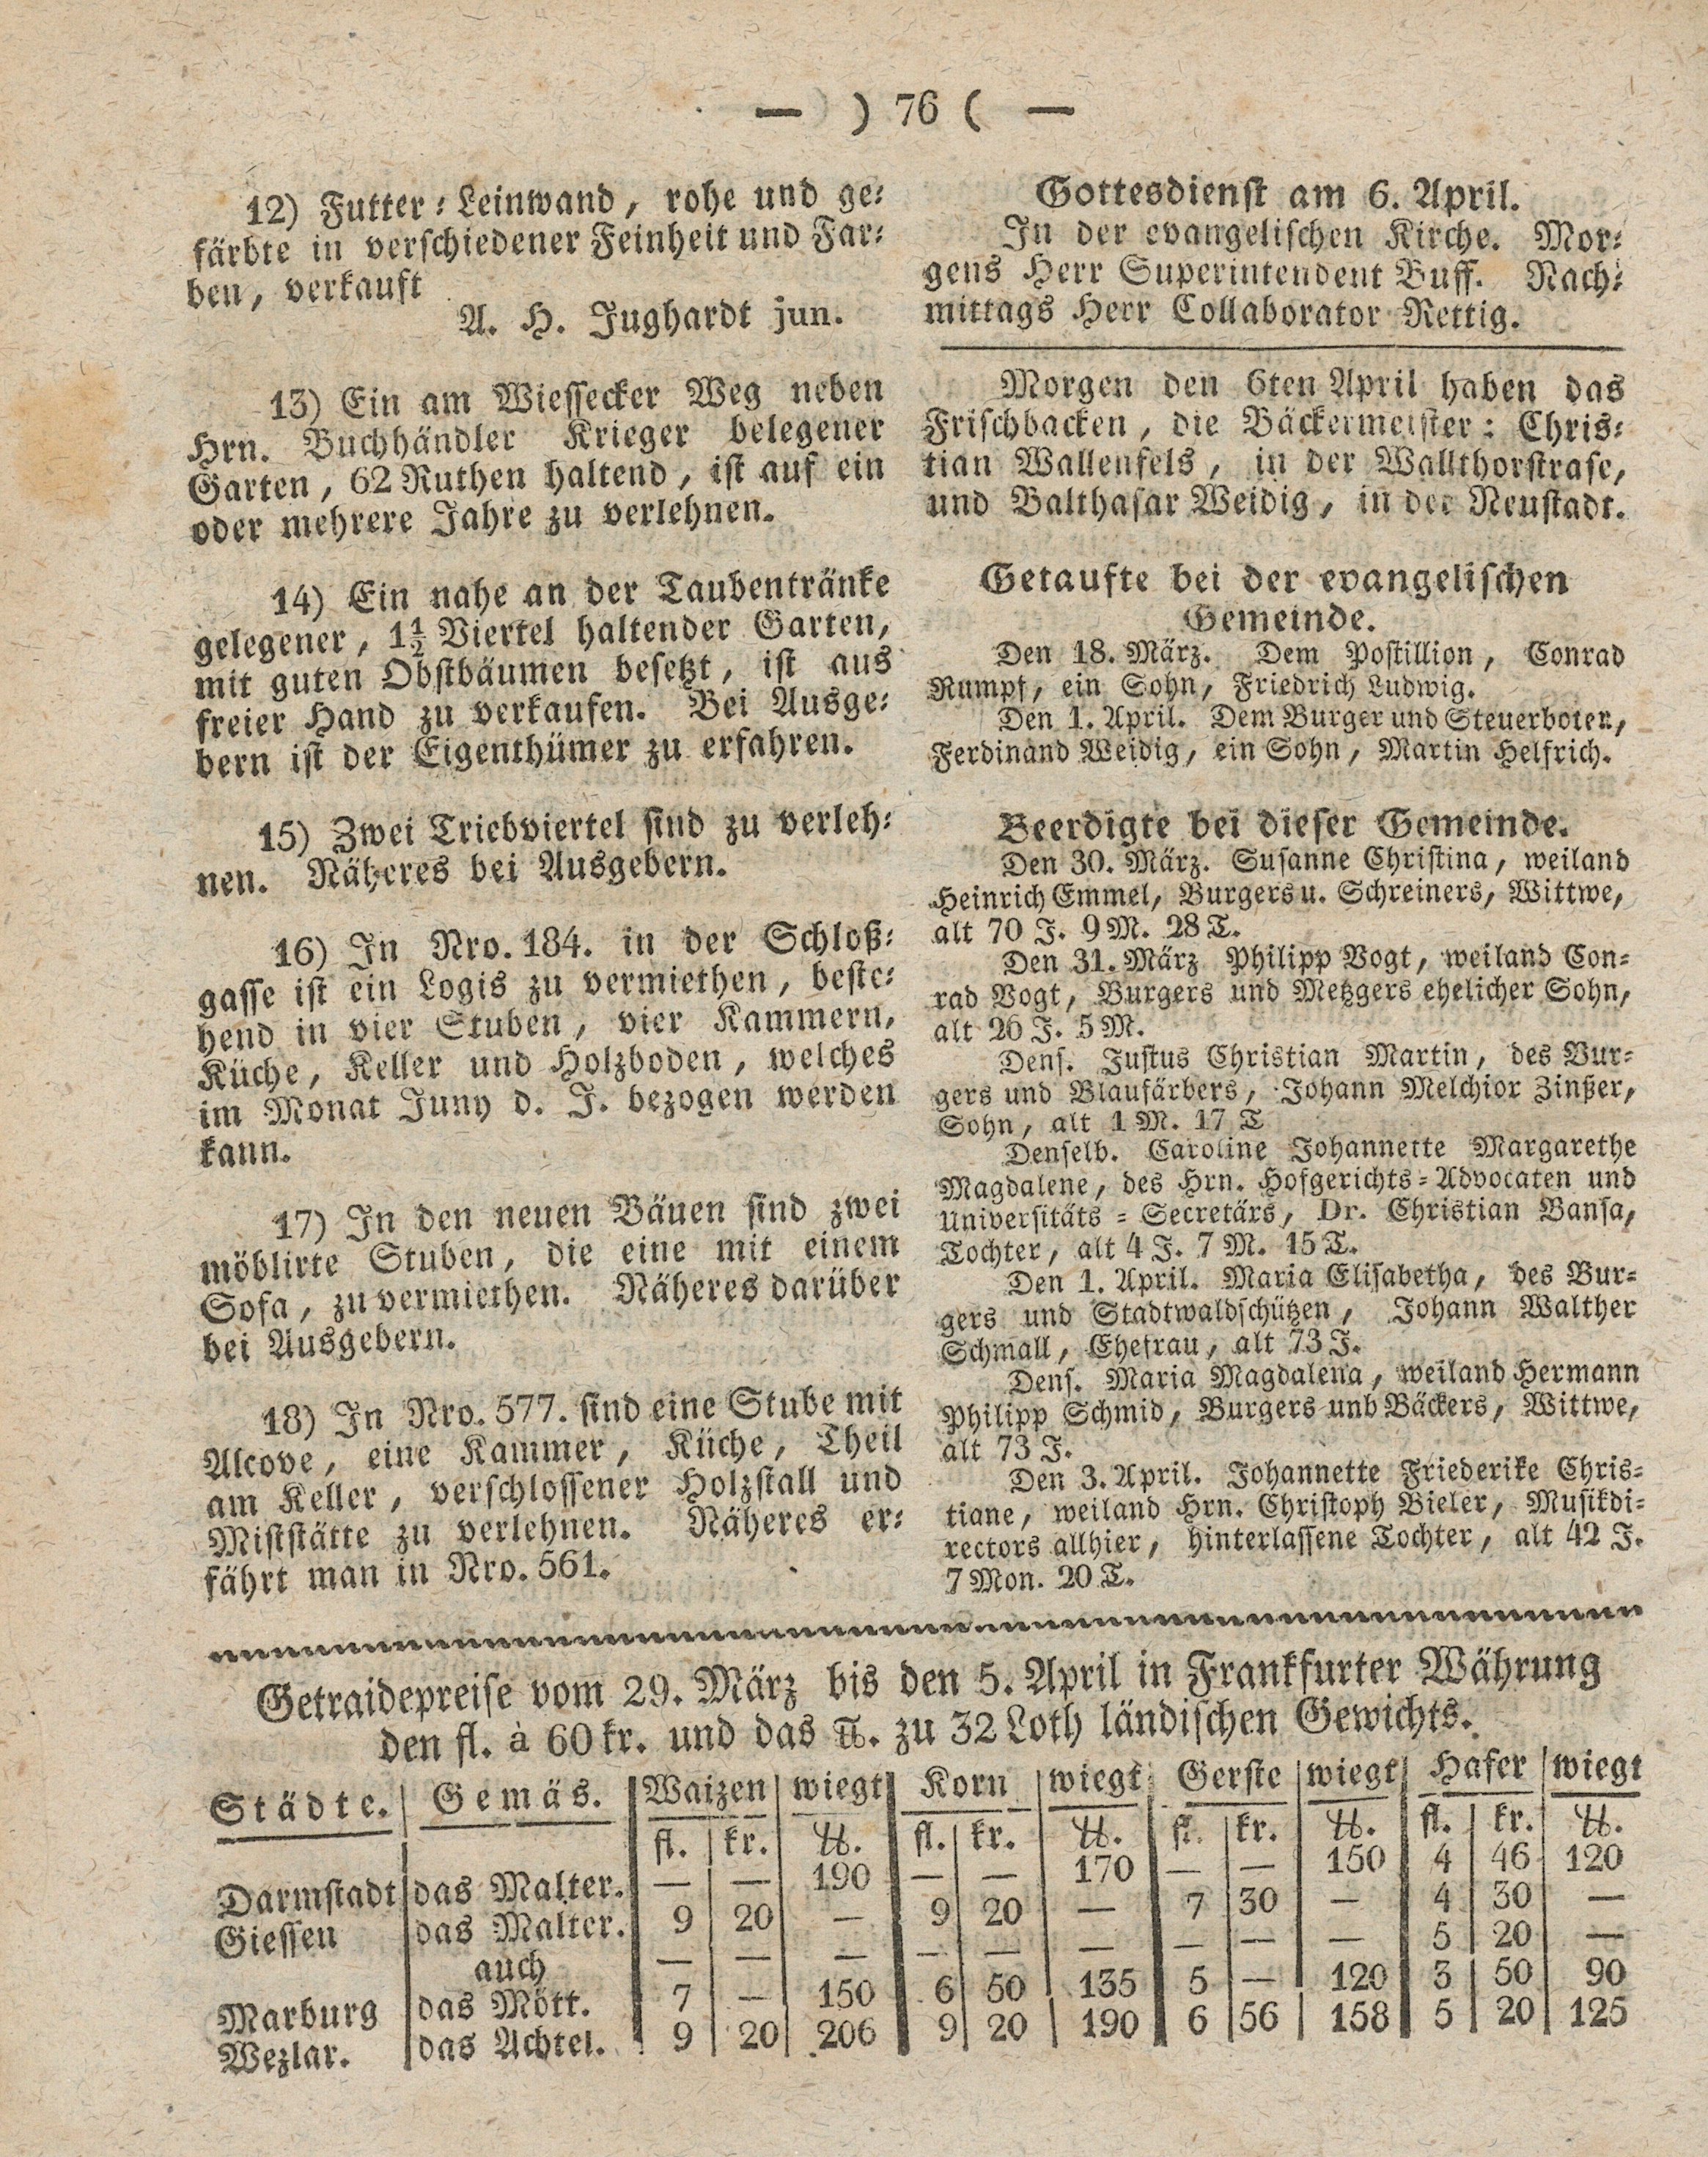 — ) 76 ( —
12) Futter-Leinwand, rohe und ge-
färbte in verschiedener Feinheit und Far-
ben, verkauft
A. H. Jughardt jun.
13) Ein am Wiessecker Weg neben
Hrn. Buchhändler Krieger belegener
Garten, 62 Ruthen haltend, ist auf ein
oder mehrere Jahre zu verlehnen.
14) Ein nahe an der Taubentränke
gelegener, 1½ Viertel haltender Garten,
mit guten Obstbäumen besetzt, ist aus
freier Hand zu verkaufen. Bei Ausge-
bern ist der Eigenthümer zu erfahren.
15) Zwei Triebviertel sind zu verleh-
nen. Näheres bei Ausgebern.
16) In Nro. 184. in der Schloß-
gasse ist ein Logis zu vermiethen, beste-
hend in vier Stuben, vier Kammern,
Küche, Keller und Holzboden, welches
im Monat Juny d. J. bezogen werden
kann.
17) In den neuen Bäuen sind zwei
möblirte Stuben, die eine mit einem
Sofa, zu vermiethen. Näheres darüber
bei Ausgebern.
18) In Nro. 577. sind eine Stube mit
Alcove, eine Kammer, Küche, Theil
am Keller, verschlossener Holzstall und
Miststätte zu verlehnen. Näheres er-
fährt man in Nro. 561.
Gottesdienst am 6. April.
In der evangelischen Kirche. Mor-
gens Herr Superintendent Buff. Nach-
mittags Herr Collaborator Rettig.
Morgen den 6ten April haben das
Frischbacken, die Bäckermeister: Chris-
tian Wallenfels, in der Wallthorstrase,
und Balthasar Weidig, in der Neustadt.
Getaufte bei der evangelischen
Gemeinde.
Den 18. März. Dem Postillion, Conrad
Rumpf, ein Sohn, Friedrich Ludwig.
Den 1. April. Dem Burger und Steuerboten,
Ferdinand Weidig, ein Sohn, Martin Helfrich.
Beerdigte bei dieser Gemeinde.
Den 30. März. Susanne Christina, weiland
Heinrich Emmel, Burgers u. Schreiners, Wittwe,
alt 70 J. 9 M. 28 T.
Den 31. März Philipp Vogt, weiland Con-
rad Vogt, Burgers und Metzgers ehelicher Sohn,
alt 26 J. 5 M.
Dens. Justus Christian Martin, des Bur-
gers und Blaufärbers, Johann Melchior Zinßer,
Sohn, alt 1 M. 17 T
Denselb. Caroline Johannette Margarethe
Magdalene, des Hrn. Hofgerichts-Advocaten und
Universitäts-Secretärs, Dr. Christian Bansa,
Tochter, alt 4 J. 7 M. 15 T.
Den 1. April. Maria Elisabetha, des Bur-
gers und Stadtwaldschützen, Johann Walther
Schmall, Ehefrau, alt 73 J.
Dens. Maria Magdalena, weiland Hermann
Philipp Schmid, Burgers unb Bäckers, Wittwe,
alt 73 J.
Den 3. April. Johannette Friederike Chris-
tiane, weiland Hrn. Christoph Bieler, Musikdi-
rectors allhier, hinterlassene Tochter, alt 42 J.
7 Mon. 20 T.
Getraidepreise vom 29. März bis den 5. April in Frankfurter Währung
den fl. à 60 kr. und das ℔. zu 32 Loth ländischen Gewichts.
Städte. Gemäs. Waizen wiegt Korn wiegt Gerste wiegt Hafer wiegt
fl. kr. ℔. fl. kr. ℔. fl. kr. ℔. fl. kr. ℔.
Darmstadt das Malter. — — 190 — — 170 — — 150 4 46 120
Giessen das Malter. 9 20 — 9 20 — 7 30 — 4 30 —
auch — — — — — — — — — 5 20 —
Marburg das Mött. 7 — 150 6 50 135 5 — 120 3 50 90
Wezlar. das Achtel. 9 20 206 9 20 190 6 56 158 5 20 125